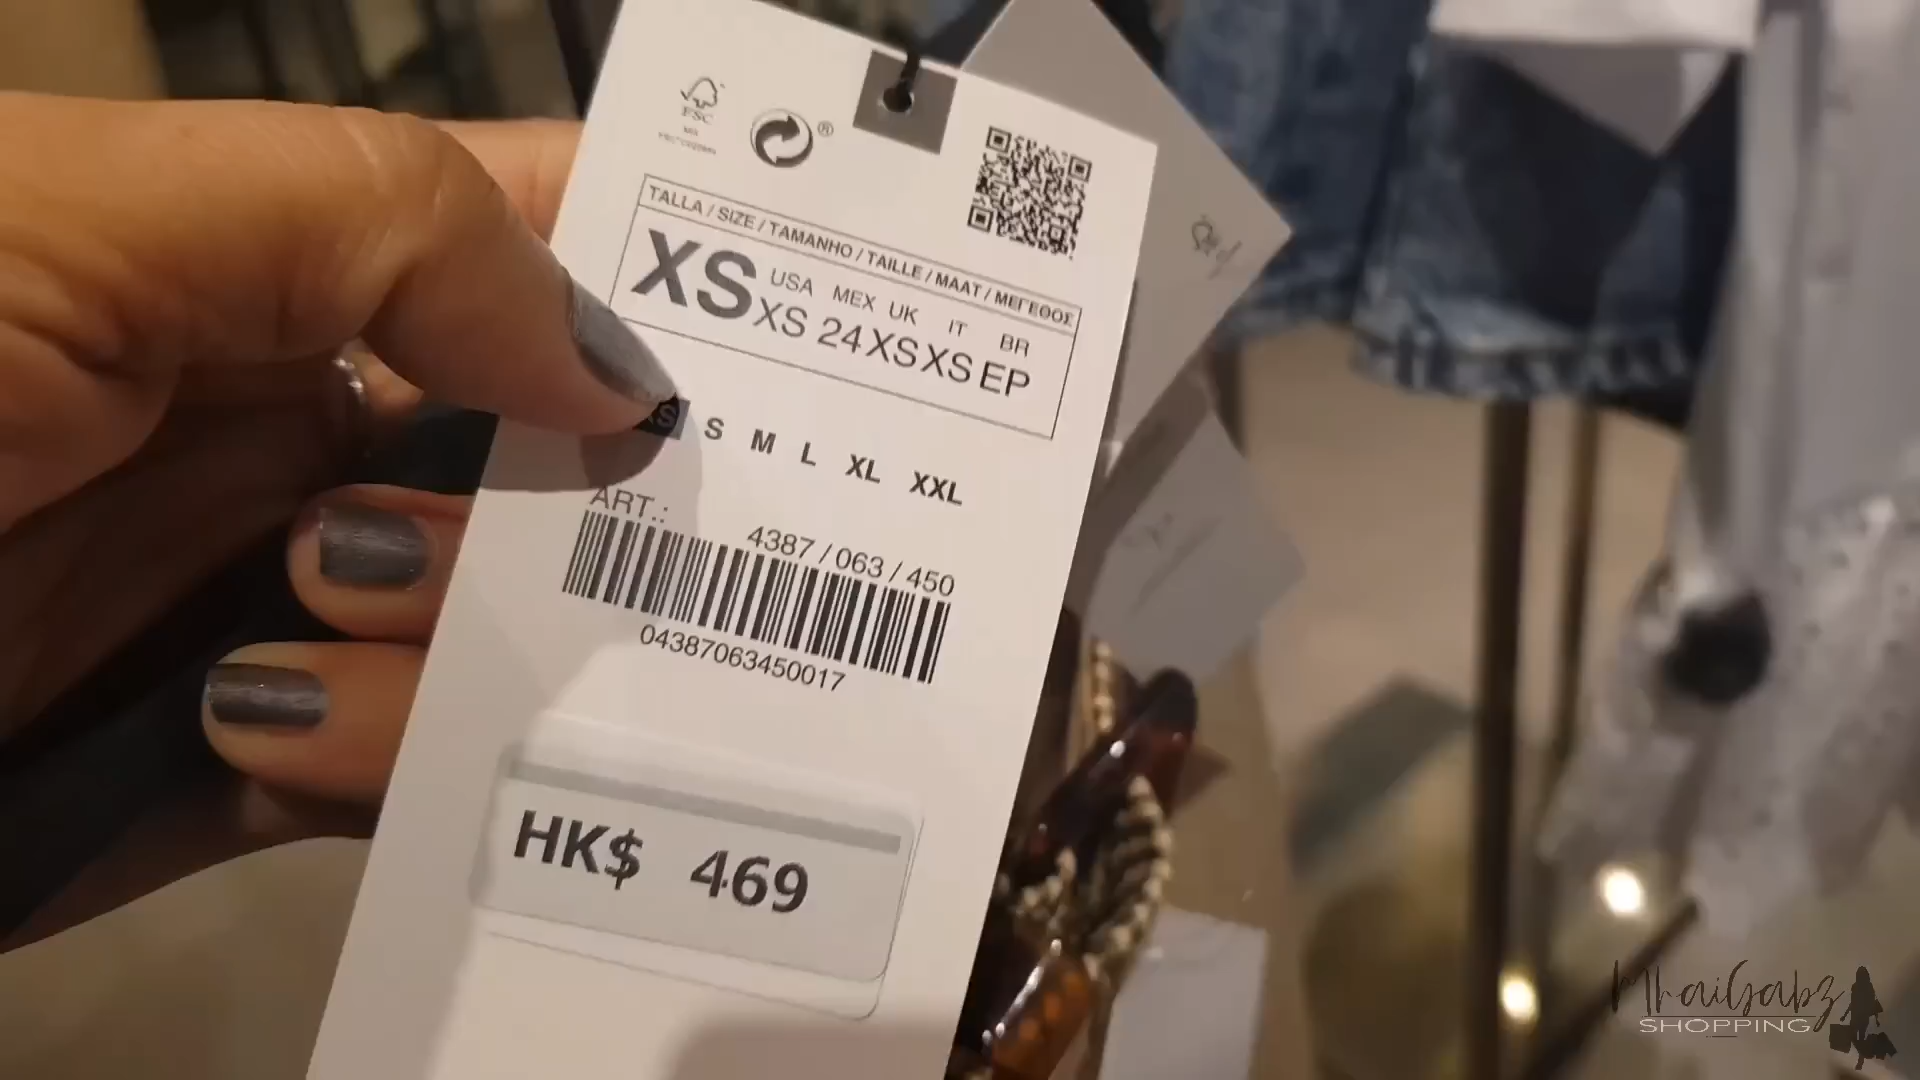 FSC
®
TALLA / SIZE / TAMANHO / TAILLE / MAAT / ΜΕΓΕΘΟΣ
XS
USA MEX UK IT BR
XS 24 XS XS EP
XS S M L XL XXL
ART.:
4387 / 063 / 450
04387063450017
HK$ 469
MhaiGabz
SHOPPING